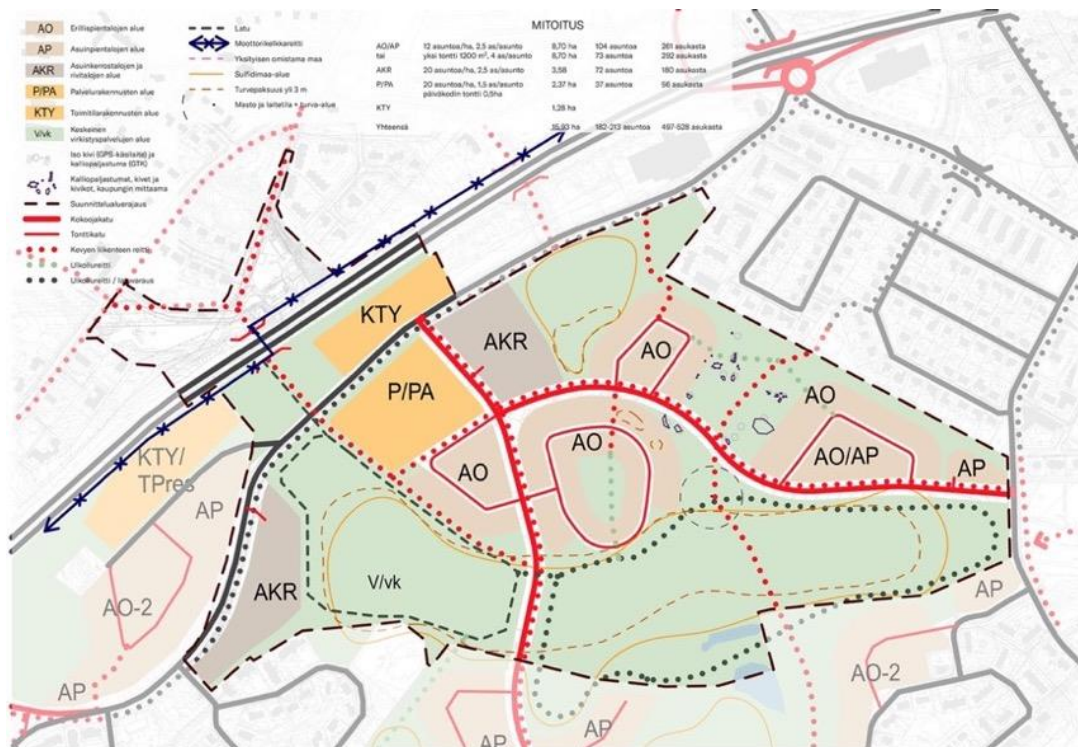 AO Erillispientalojen alue
AP Asuinpientalojen alue
AKR Asuinkerrostalojen ja
rivitalojen alue
P/PA Palvelurakennusten alue
KTY Toimitilarakennusten alue
V/vk Keskeinen
virkistyspalvelujen alue
Iso kivi (GPS-käsilaite) ja
kalliopaljastuma (GTK)
Kalliopaljastumat, kivet ja
kivikot, kaupungin mittaama
Suunnittelualuerajaus
Kokoojakatu
Tonttikatu
Kevyen liikenteen reitti
Ulkoilureitti
Ulkoilureitti /
Latu
Moottorikelkkareitti
Yksityisen omistama maa
Sulfidimaa-alue
Turvepaksuus yli 3 m
Masto ja laitetila + turva-alue
MITOITUS
AO/AP 12 asuntoa/ha, 2,5 as/asunto 8,70 ha 104 asuntoa 261 asukasta
tai yksi tontti 1200 m², 4 as/asunto 8,70 ha 73 asuntoa 292 asukasta
AKR 20 asuntoa/ha, 2,5 as/asunto 3,58 72 asuntoa 180 asukasta
P/PA 20 asuntoa/ha, 1,5 as/asunto 2,37 ha 37 asuntoa 56 asukasta
päiväkodin tontti 0,5ha
KTY 1,28 ha
Yhteensä 15,93 ha 182-213 asuntoa 497-528 asukasta
KTY
AKR
P/PA
AO
AO
AO
AO
AO/AP
AP
KTY/
TPres
AP
AO-2
AKR
V/vk
AP
AP
AO-2
AP
AP